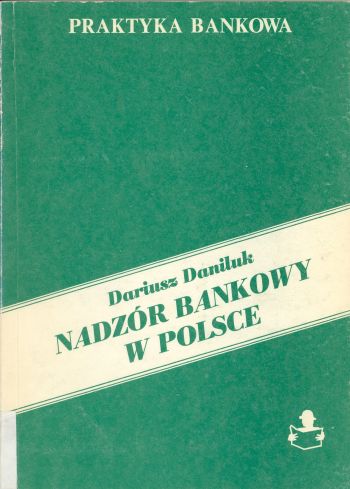 PRAKTYKA BANKOWA
Dariusz Daniluk
NADZÓR BANKOWY
W POLSCE